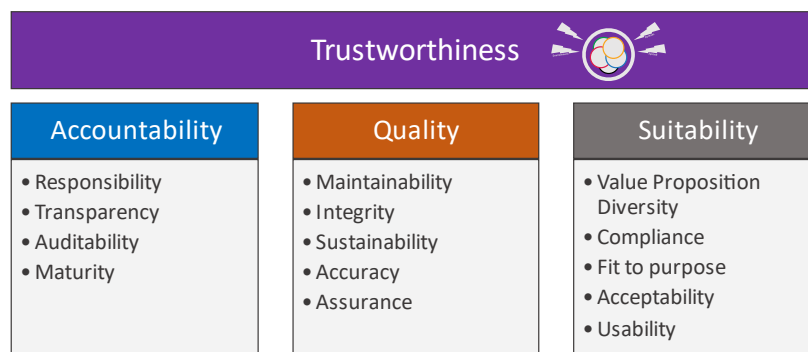 Trustworthiness
Accountability
• Responsibility
• Transparency
• Auditability
• Maturity
Quality
• Maintainability
• Integrity
• Sustainability
• Accuracy
• Assurance
Suitability
• Value Proposition
Diversity
• Compliance
• Fit to purpose
• Acceptability
• Usability